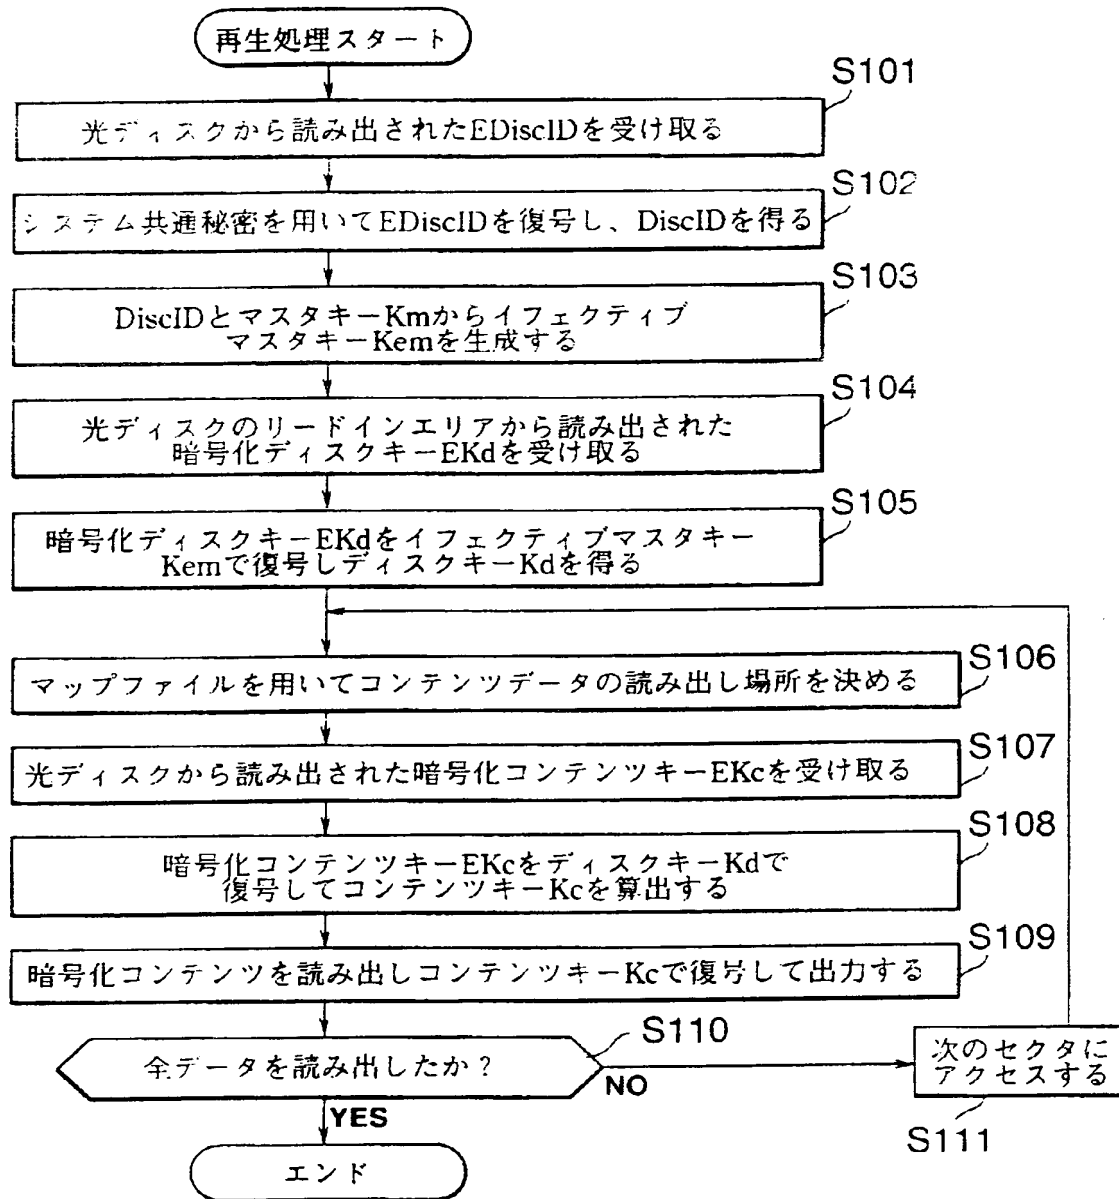 再生処理スタート
S101
光ディスクから読み出されたEDiscIDを受け取る
S102
システム共通秘密を用いてEDiscIDを復号し、DiscIDを得る
S103
DiscIDとマスタキーKmからイフェクティブ
マスタキーKemを生成する
S104
光ディスクのリードインエリアから読み出された
暗号化ディスクキーEKdを受け取る
S105
暗号化ディスクキーEKdをイフェクティブマスタキー
Kemで復号しディスクキーKdを得る
S106
マップファイルを用いてコンテンツデータの読み出し場所を決める
S107
光ディスクから読み出された暗号化コンテンツキーEKcを受け取る
S108
暗号化コンテンツキーEKcをディスクキーKdで
復号してコンテンツキーKcを算出する
S109
暗号化コンテンツを読み出しコンテンツキーKcで復号して出力する
S110
全データを読み出したか?
NO
次のセクタに
アクセスする
S111
YES
エンド